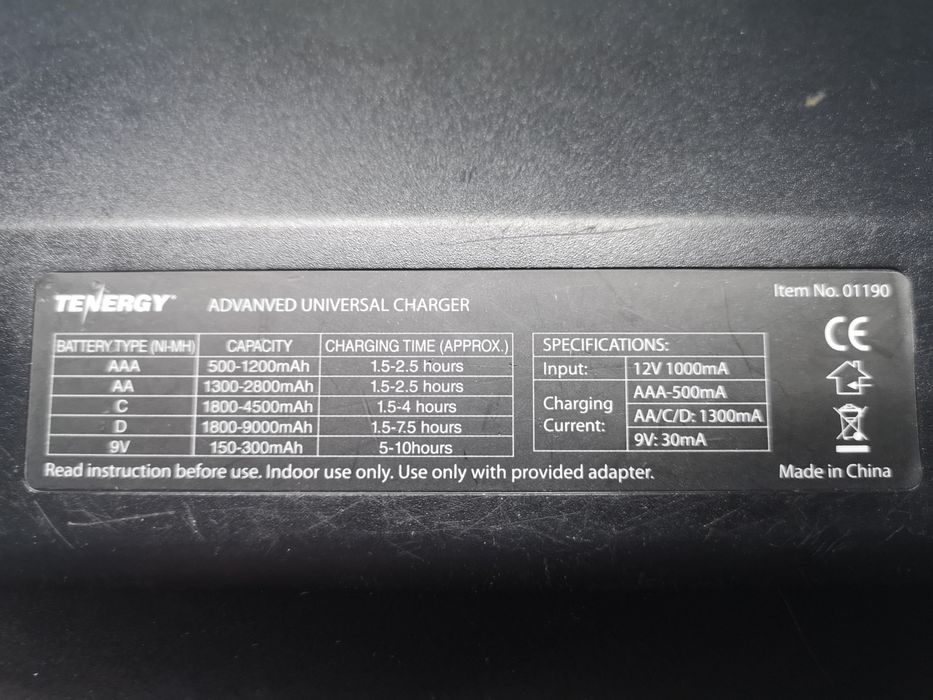 TENERGY®
ADVANVED UNIVERSAL CHARGER
Item No. 01190
BATTERY TYPE (NI-MH) CAPACITY CHARGING TIME (APPROX.)
AAA 500-1200mAh 1.5-2.5 hours
AA 1300-2800mAh 1.5-2.5 hours
C 1800-4500mAh 1.5-4 hours
D 1800-9000mAh 1.5-7.5 hours
9V 150-300mAh 5-10hours
SPECIFICATIONS:
Input: 12V 1000mA
Charging Current: AAA-500mA
AA/C/D: 1300mA
9V: 30mA
CE
Read instruction before use. Indoor use only. Use only with provided adapter.
Made in China